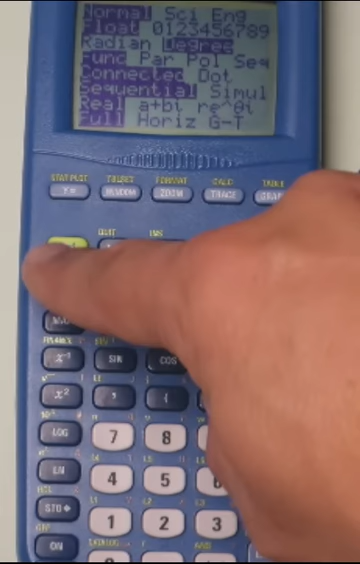 Normal Sci Eng
Float 0123456789
Radian Degree
Func Par Pol Seq
Connected Dot
Sequential Simul
Real a+bi re^θi
Full Horiz G-T
STAT PLOT TBLSET FORMAT CALC TABLE
Y= WINDOW ZOOM TRACE
QUIT INS
x⁻¹ SIN COS
x² , (
LOG 7 8
LN 4 5
STO 1 2 3
ON